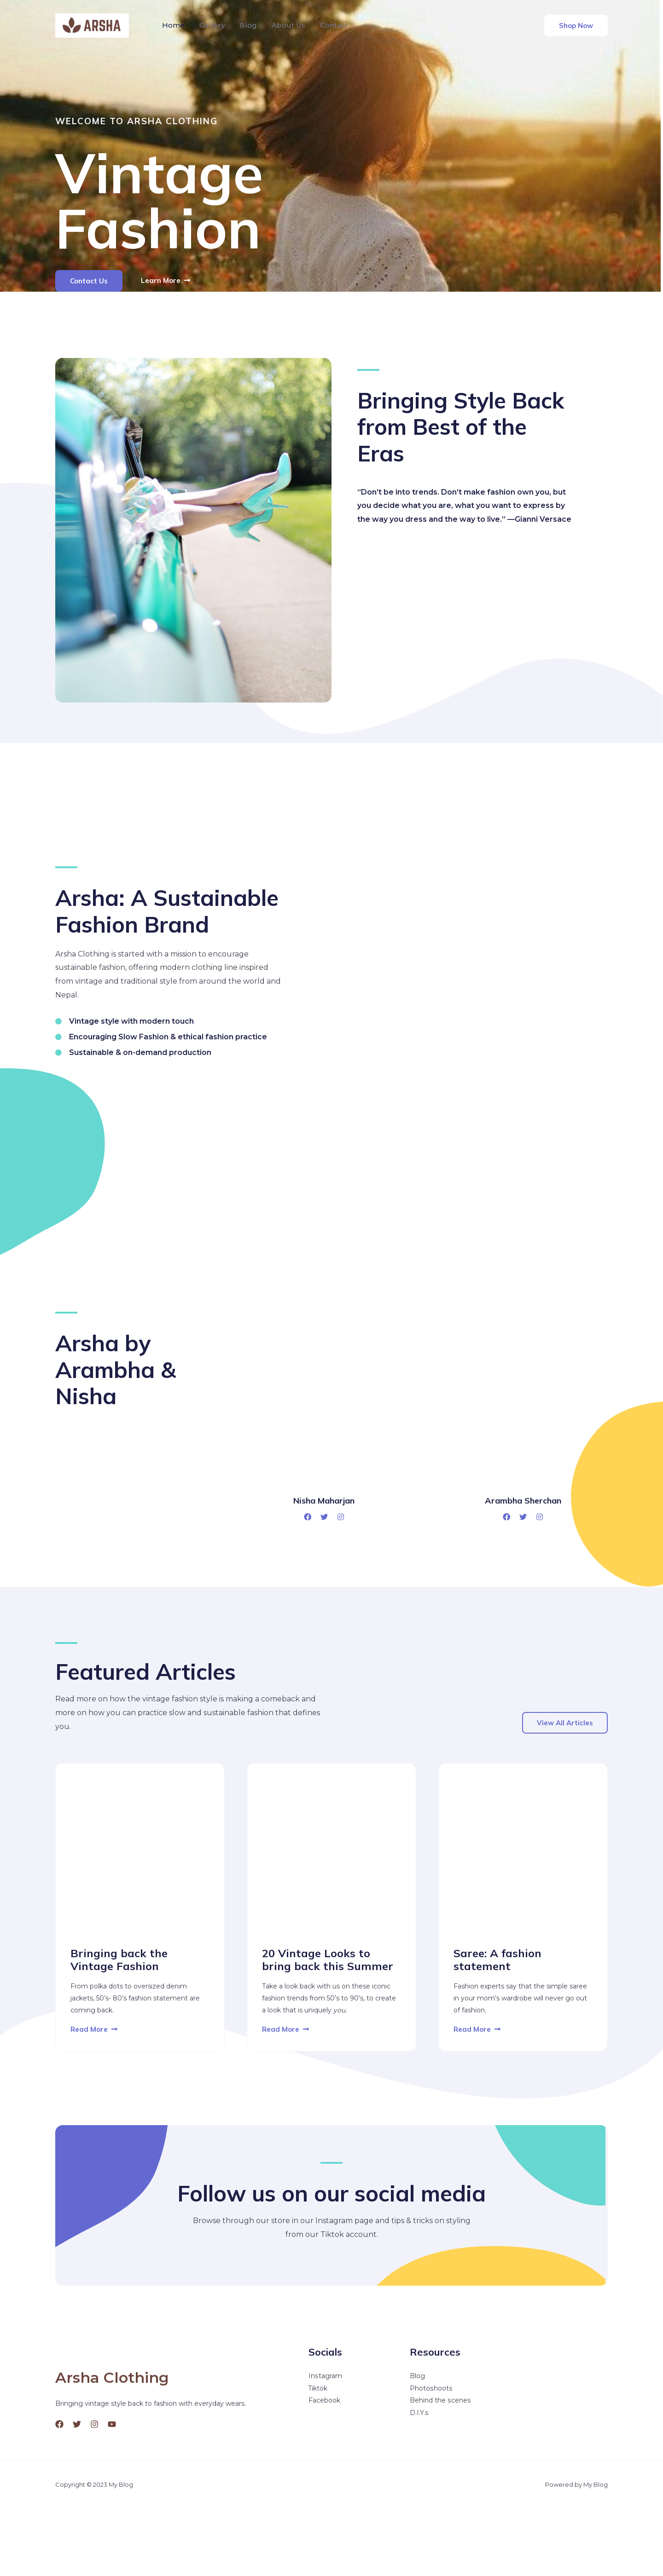 ARSHA
Home Gallery Blog About Us Contact
Shop Now
WELCOME TO ARSHA CLOTHING
Vintage
Fashion
Contact Us
Learn More
Bringing Style Back
from Best of the
Eras
“Don’t be into trends. Don’t make fashion own you, but
you decide what you are, what you want to express by
the way you dress and the way to live.” —Gianni Versace
Arsha: A Sustainable
Fashion Brand
Arsha Clothing is started with a mission to encourage
sustainable fashion, offering modern clothing line inspired
from vintage and traditional style from around the world and
Nepal.
Vintage style with modern touch
Encouraging Slow Fashion & ethical fashion practice
Sustainable & on-demand production
Arsha by
Arambha &
Nisha
Nisha Maharjan
Arambha Sherchan
Featured Articles
Read more on how the vintage fashion style is making a comeback and
more on how you can practice slow and sustainable fashion that defines
you.
View All Articles
Bringing back the
Vintage Fashion
From polka dots to oversized denim
jackets, 50’s- 80’s fashion statement are
coming back.
Read More
20 Vintage Looks to
bring back this Summer
Take a look back with us on these iconic
fashion trends from 50’s to 90’s, to create
a look that is uniquely you.
Read More
Saree: A fashion
statement
Fashion experts say that the simple saree
in your mom’s wardrobe will never go out
of fashion.
Read More
Follow us on our social media
Browse through our store in our Instagram page and tips & tricks on styling
from our Tiktok account.
Arsha Clothing
Bringing vintage style back to fashion with everyday wears.
Socials
Instagram
Tiktok
Facebook
Resources
Blog
Photoshoots
Behind the scenes
D.I.Y.s
Copyright © 2023 My Blog
Powered by My Blog